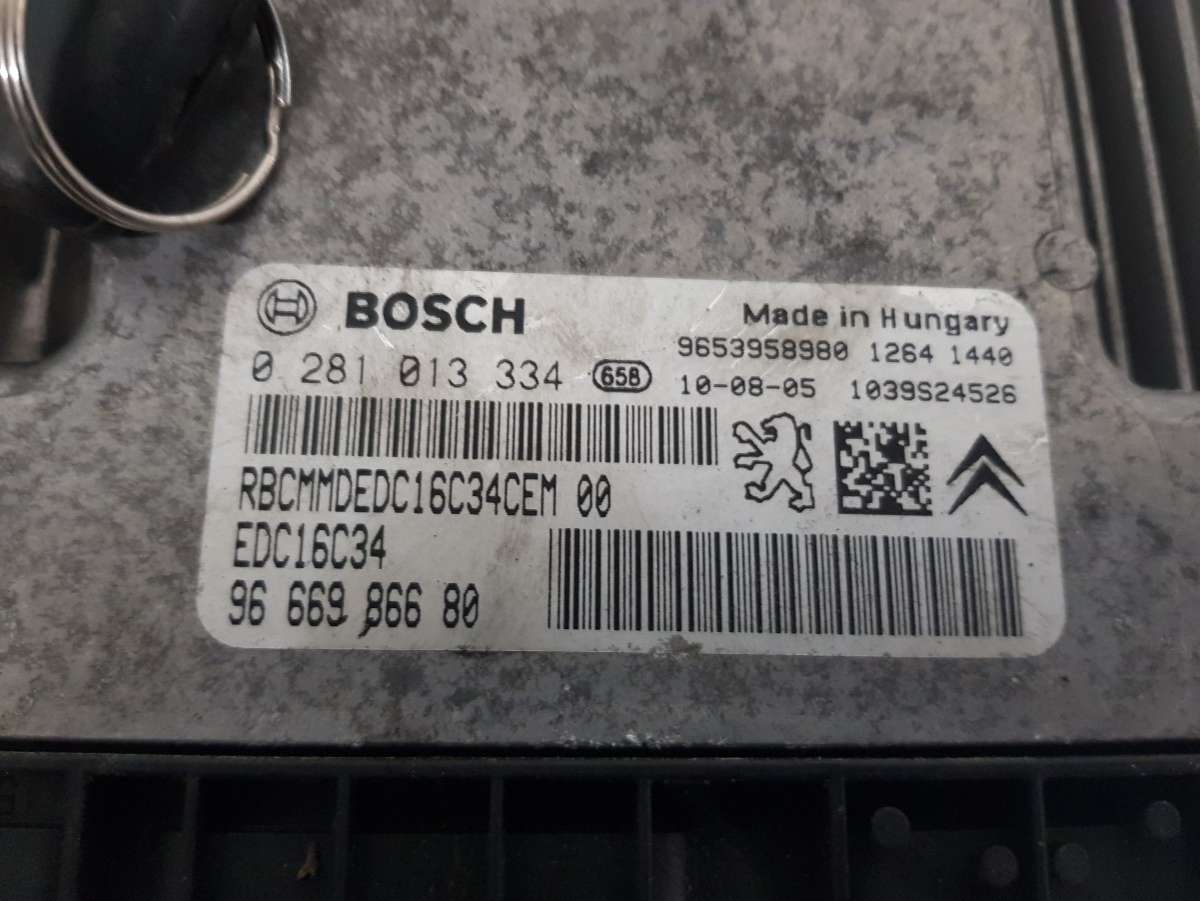 BOSCH
Made in Hungary
9653958980 1264 1440
0 281 013 334 658
10-08-05 1039S24526
RBCMMDEDC16C34CEM 00
EDC16C34
96 669 866 80